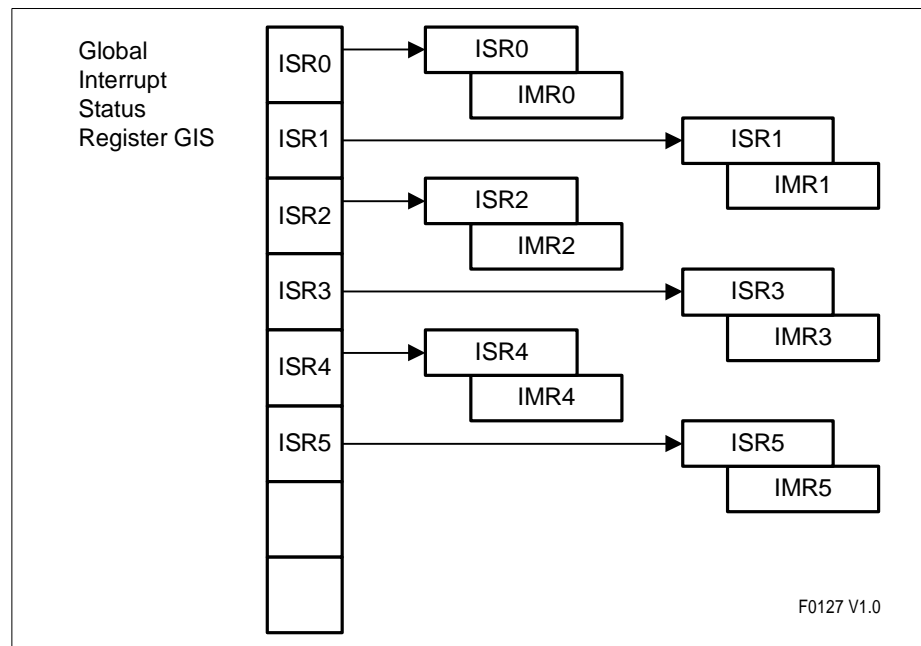 Global
Interrupt
Status
Register GIS
ISR0
ISR0
IMR0
ISR1
ISR1
IMR1
ISR2
ISR2
IMR2
ISR3
ISR3
IMR3
ISR4
ISR4
IMR4
ISR5
ISR5
IMR5
F0127 V1.0